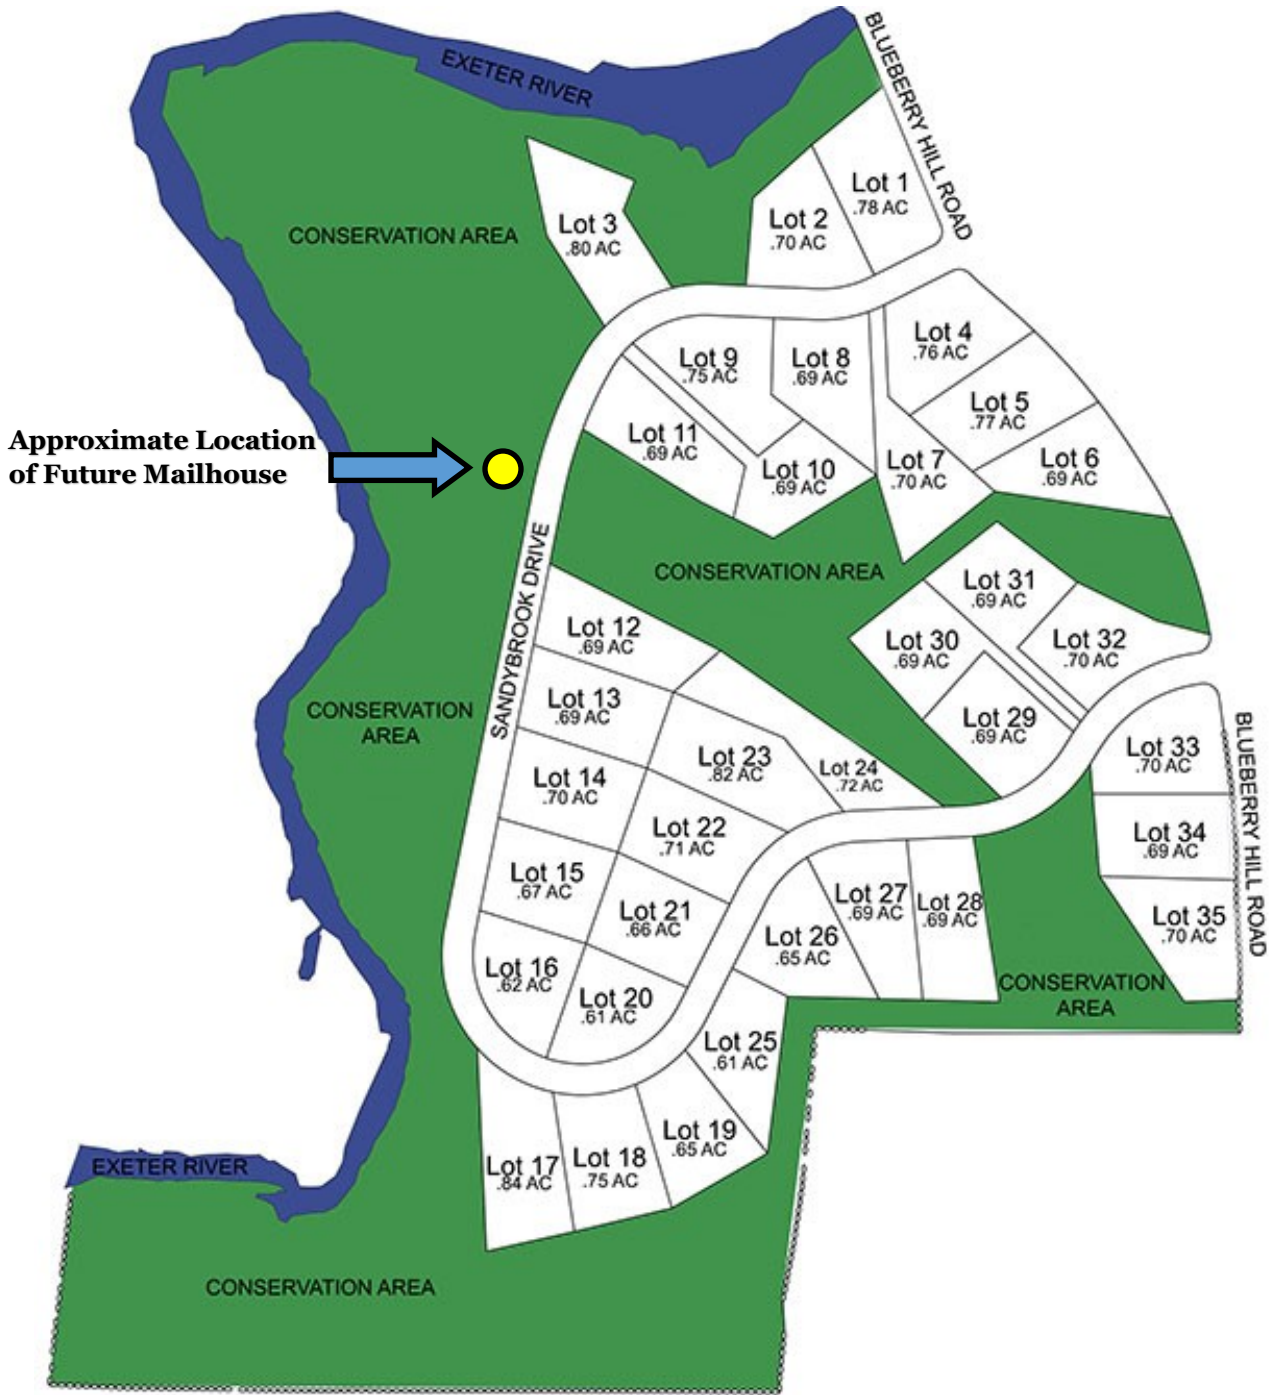 BLUEBERRY HILL ROAD
EXETER RIVER
Lot 1
.78 AC
Lot 2
.70 AC
Lot 3
.80 AC
CONSERVATION AREA
Lot 4
.76 AC
Lot 9
.75 AC
Lot 8
.69 AC
Lot 5
.77 AC
Approximate Location
of Future Mailhouse
Lot 11
.69 AC
Lot 10
.69 AC
Lot 7
.70 AC
Lot 6
.69 AC
SANDYBROOK DRIVE
CONSERVATION AREA
Lot 31
.69 AC
Lot 12
.69 AC
Lot 30
.69 AC
Lot 32
.70 AC
Lot 13
.69 AC
CONSERVATION
AREA
Lot 29
.69 AC
Lot 23
.82 AC
Lot 24
.72 AC
Lot 33
.70 AC
BLUEBERRY HILL ROAD
Lot 14
.70 AC
Lot 22
.71 AC
Lot 34
.69 AC
Lot 15
.67 AC
Lot 21
.66 AC
Lot 27
.69 AC
Lot 28
.69 AC
Lot 35
.70 AC
Lot 26
.65 AC
Lot 16
.62 AC
Lot 20
.61 AC
CONSERVATION
AREA
Lot 25
.61 AC
Lot 19
.65 AC
Lot 17
.84 AC
Lot 18
.75 AC
EXETER RIVER
CONSERVATION AREA